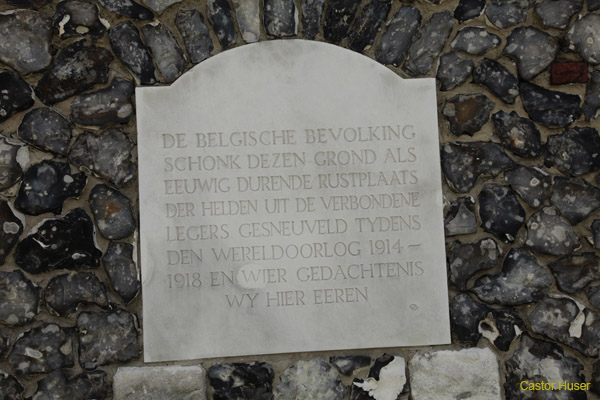 DE BELGISCHE BEVOLKING
SCHONK DEZEN GROND ALS
EEUWIG DURENDE RUSTPLAATS
DER HELDEN UIT DE VERBONDENE
LEGERS GESNEUVELD TYDENS
DEN WERELDOORLOG 1914 —
1918 EN WIER GEDACHTENIS
WY HIER EEREN
Castor Huser